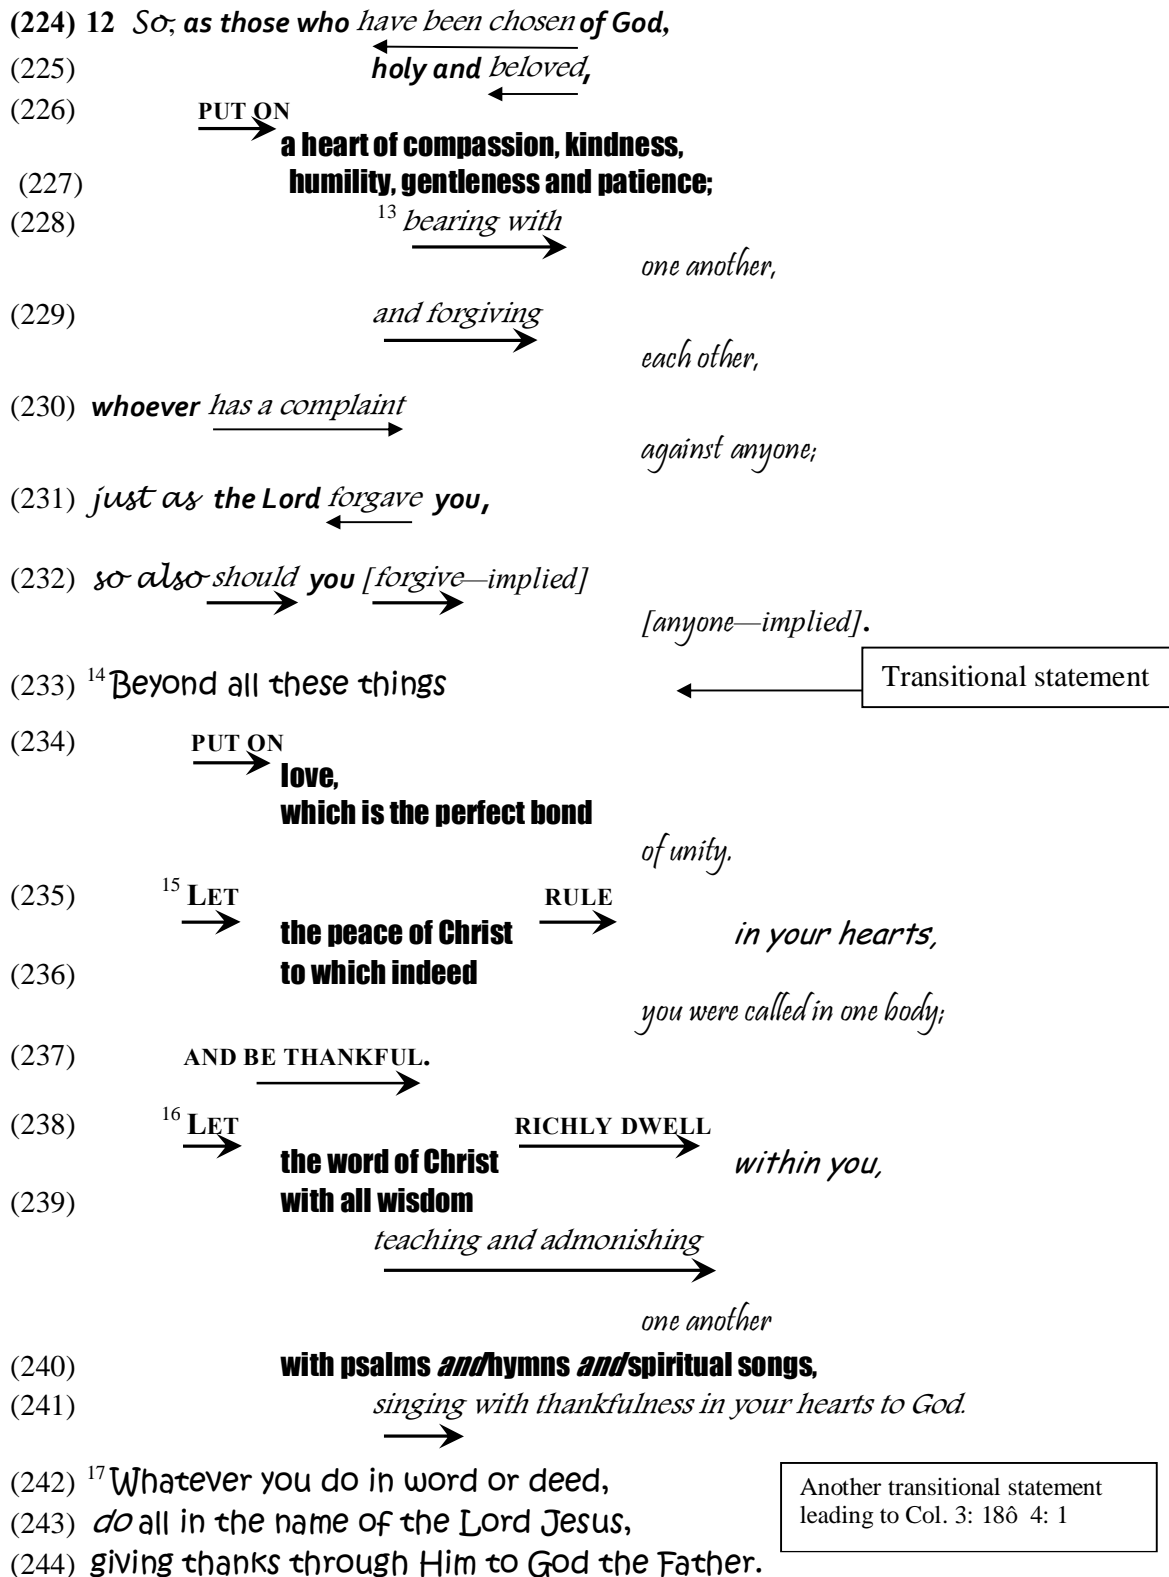 (224) 12 So, as those who have been chosen of God,
(225) holy and beloved,
(226) PUT ON
a heart of compassion, kindness,
(227) humility, gentleness and patience;
(228) 13 bearing with
one another,
(229) and forgiving
each other,
(230) whoever has a complaint
against anyone;
(231) just as the Lord forgave you,
(232) so also should you [forgive—implied]
[anyone—implied].
(233) 14 Beyond all these things
Transitional statement
(234) PUT ON
love,
which is the perfect bond
of unity.
(235) 15 LET RULE
the peace of Christ in your hearts,
(236) to which indeed
you were called in one body;
(237) AND BE THANKFUL.
(238) 16 LET RICHLY DWELL
the word of Christ within you,
(239) with all wisdom
teaching and admonishing
one another
(240) with psalms and hymns and spiritual songs,
(241) singing with thankfulness in your hearts to God.
(242) 17 Whatever you do in word or deed,
(243) do all in the name of the Lord Jesus,
(244) giving thanks through Him to God the Father.
Another transitional statement
leading to Col. 3: 18ô 4: 1